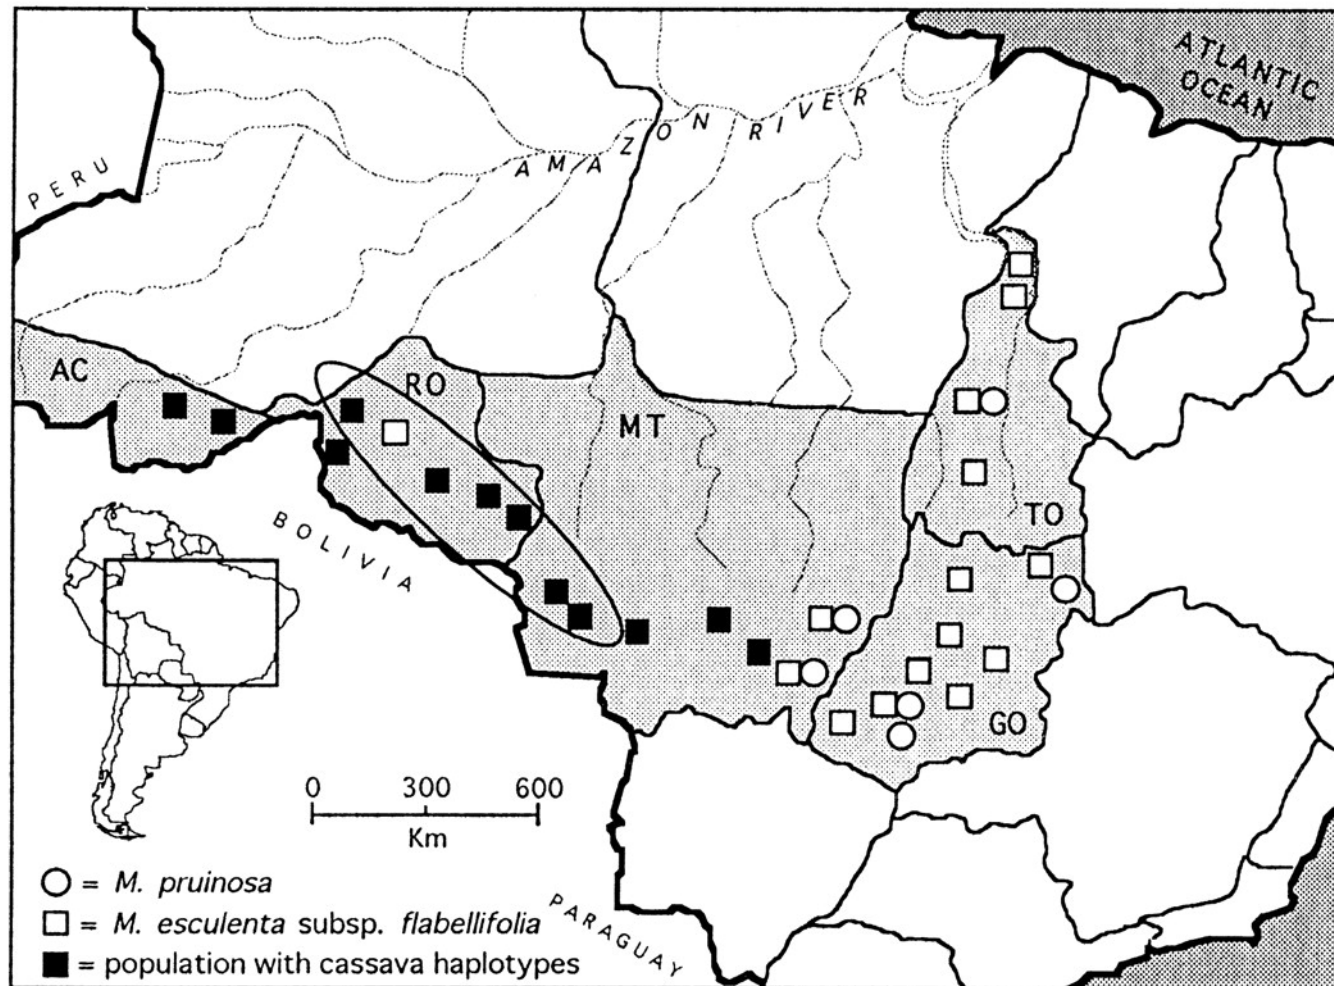 ATLANTIC
OCEAN
AMAZON RIVER
PERU
AC
RO
MT
TO
BOLIVIA
GO
0 300 600
Km
PARAGUAY
○ = M. pruinosa
□ = M. esculenta subsp. flabellifolia
■ = population with cassava haplotypes